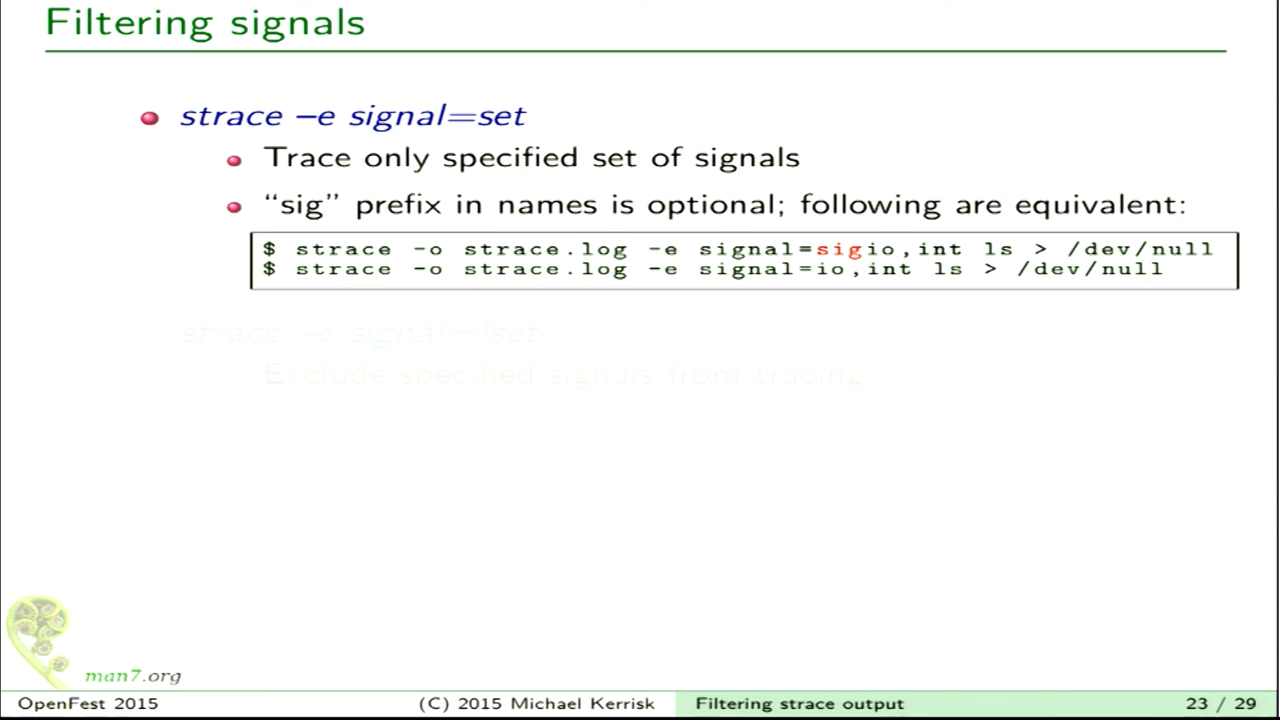 Filtering signals
strace –e signal=set
Trace only specified set of signals
“sig” prefix in names is optional; following are equivalent:
$ strace -o strace.log -e signal=sigio,int ls > /dev/null
$ strace -o strace.log -e signal=io,int ls > /dev/null
strace –e signal=!set
Exclude specified signals from tracing
man7.org
OpenFest 2015 (C) 2015 Michael Kerrisk Filtering strace output 23 / 29